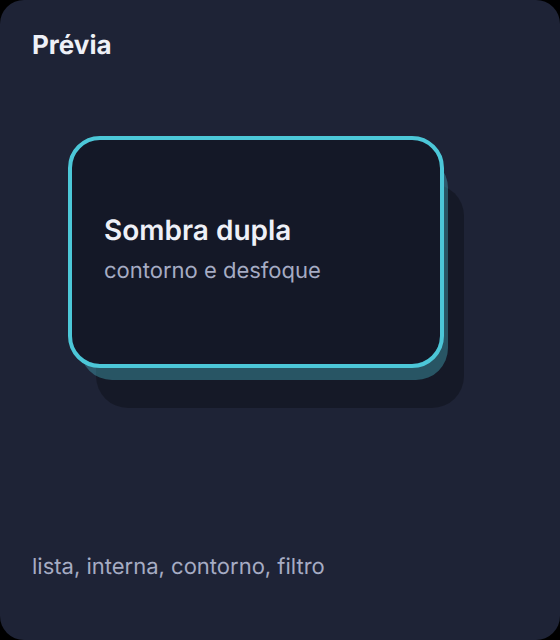 Prévia
Sombra dupla
contorno e desfoque
lista, interna, contorno, filtro